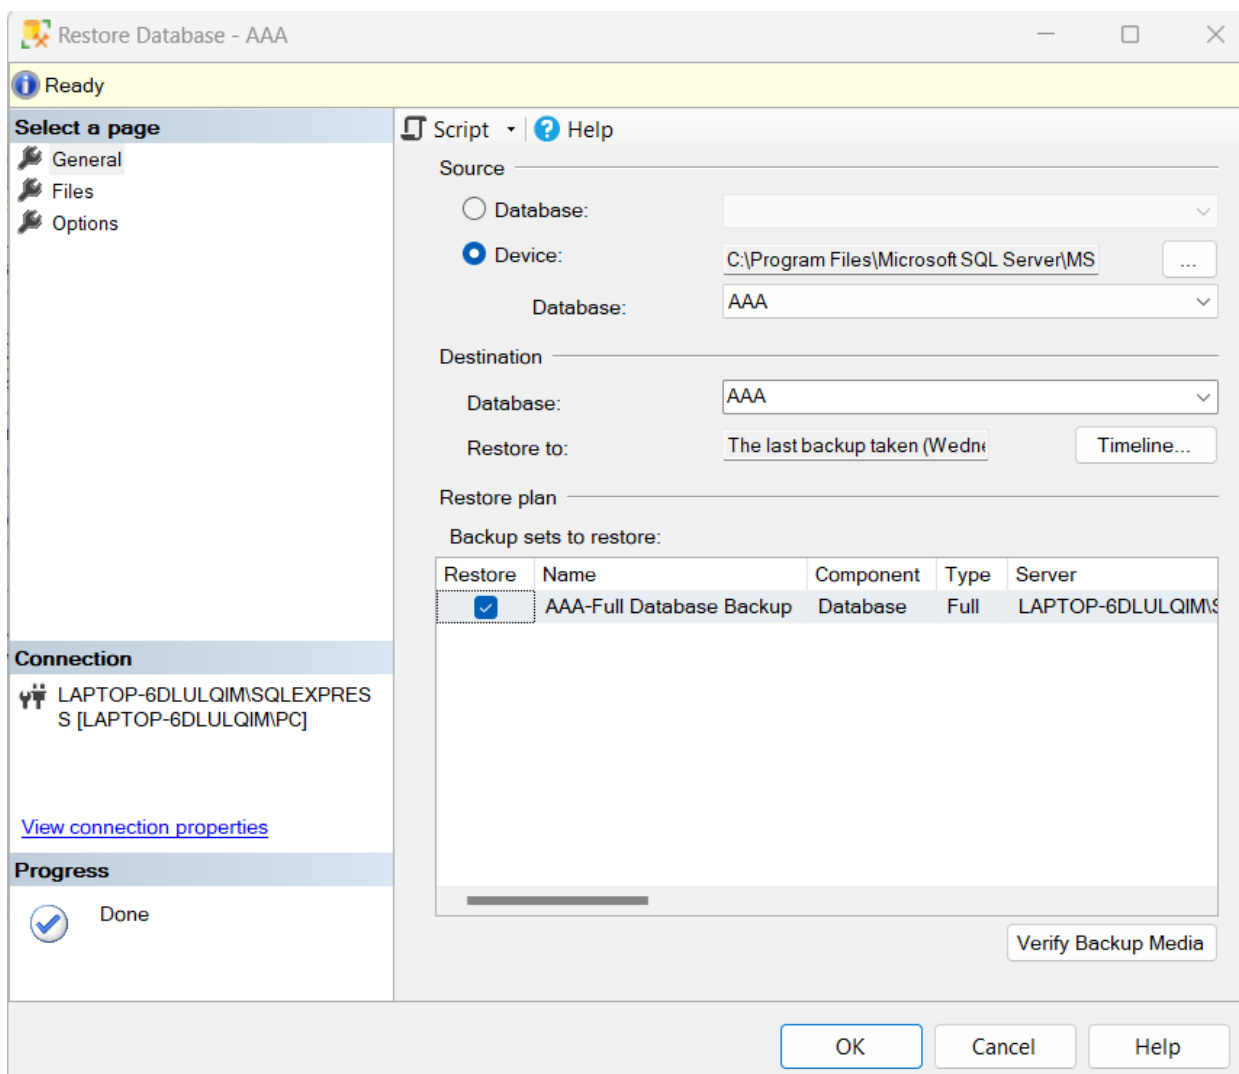 Restore Database - AAA
Ready
Select a page
General
Files
Options
Script
Help
Source
Database:
Device:
C:\Program Files\Microsoft SQL Server\MS
...
Database:
AAA
Destination
Database:
AAA
Restore to:
The last backup taken (Wedne
Timeline...
Restore plan
Backup sets to restore:
Restore Name Component Type Server
AAA-Full Database Backup Database Full LAPTOP-6DLULQIM\S
Connection
LAPTOP-6DLULQIM\SQLEXPRES
S [LAPTOP-6DLULQIM\PC]
View connection properties
Progress
Done
Verify Backup Media
OK Cancel Help